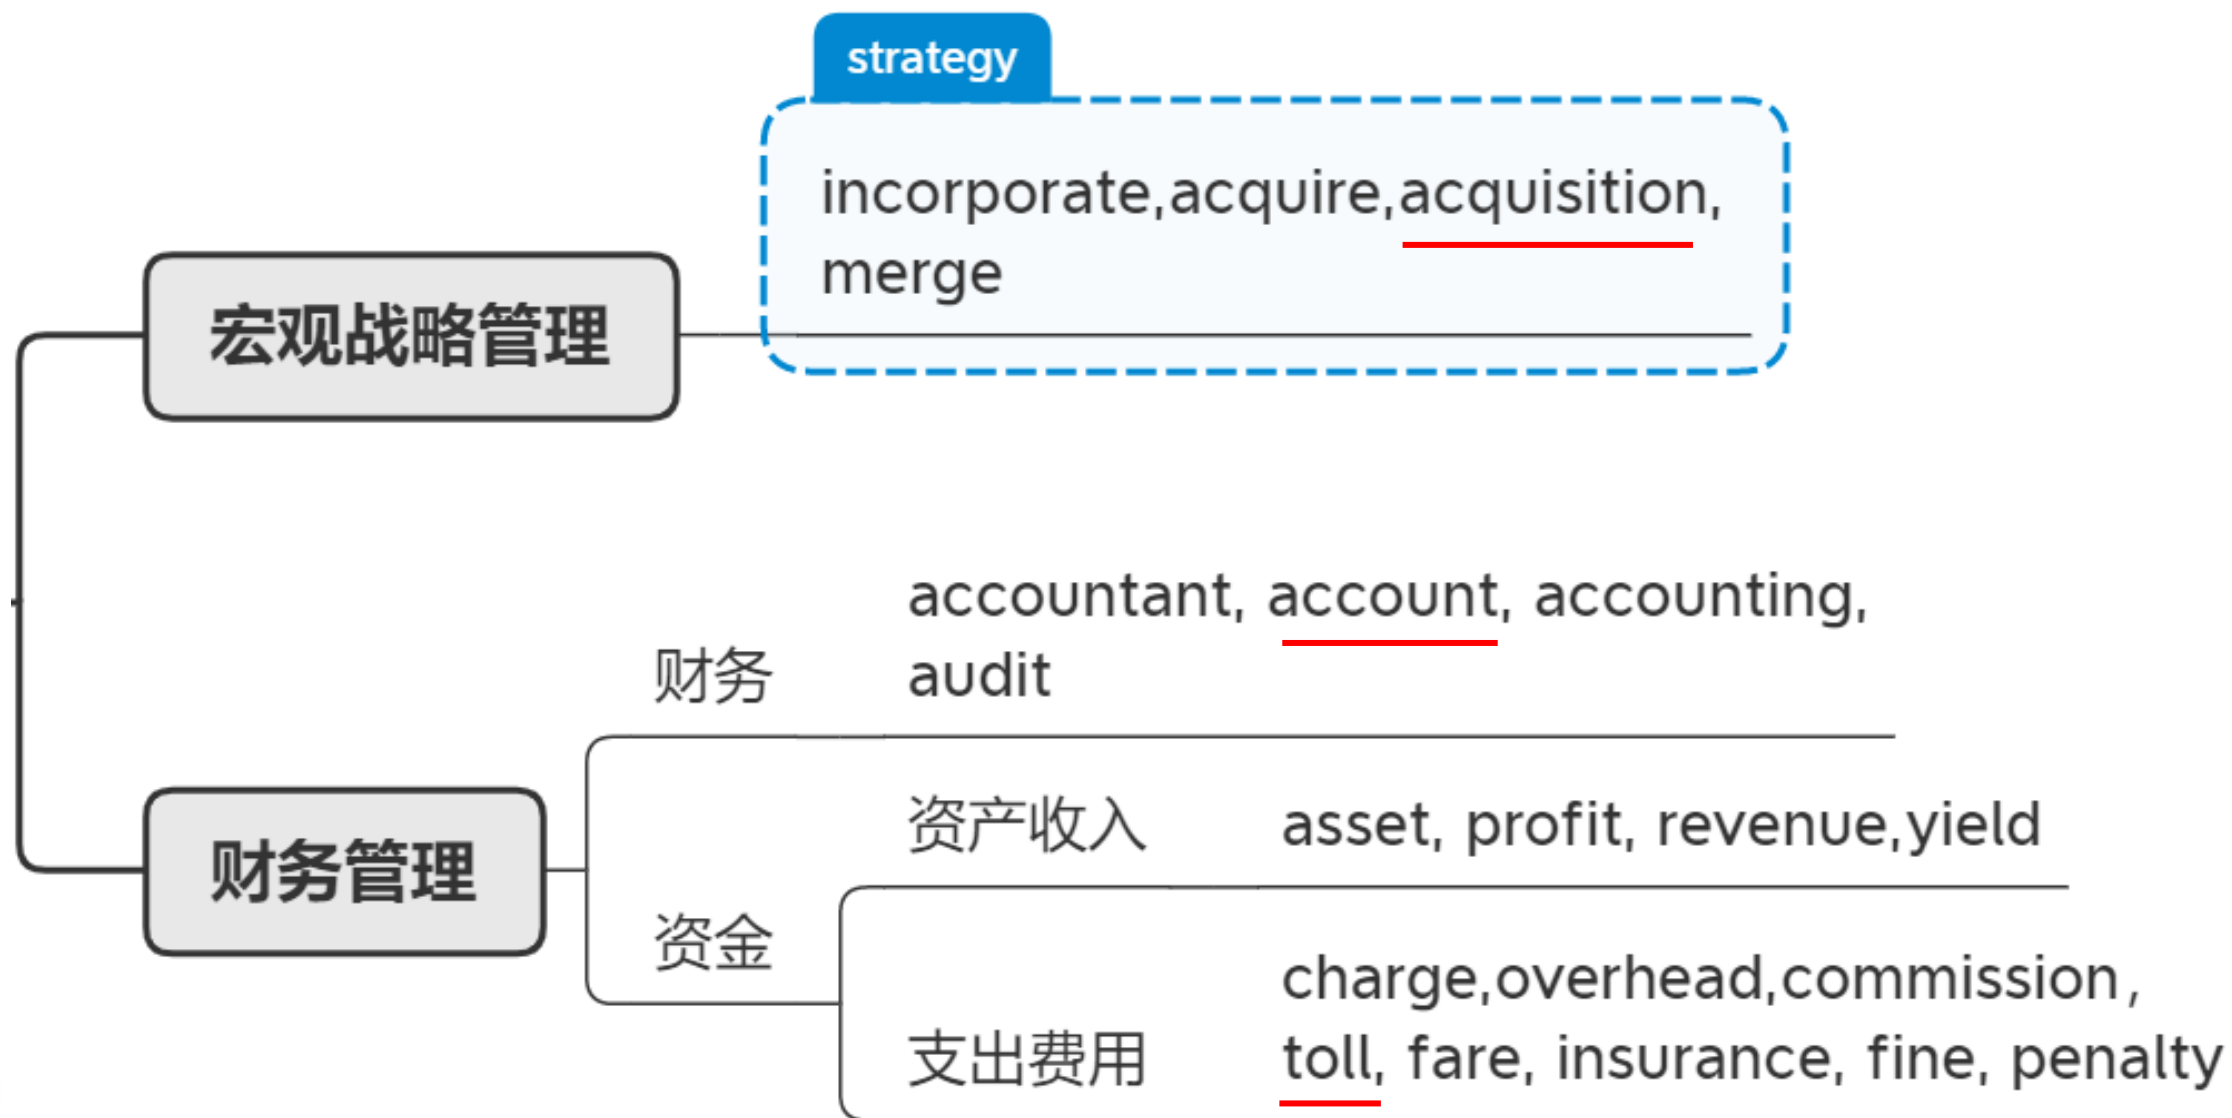 strategy
incorporate,acquire,acquisition,
merge
宏观战略管理
accountant, account, accounting,
audit
财务
资产收入 asset, profit, revenue,yield
财务管理
资金
charge,overhead,commission,
支出费用 toll, fare, insurance, fine, penalty